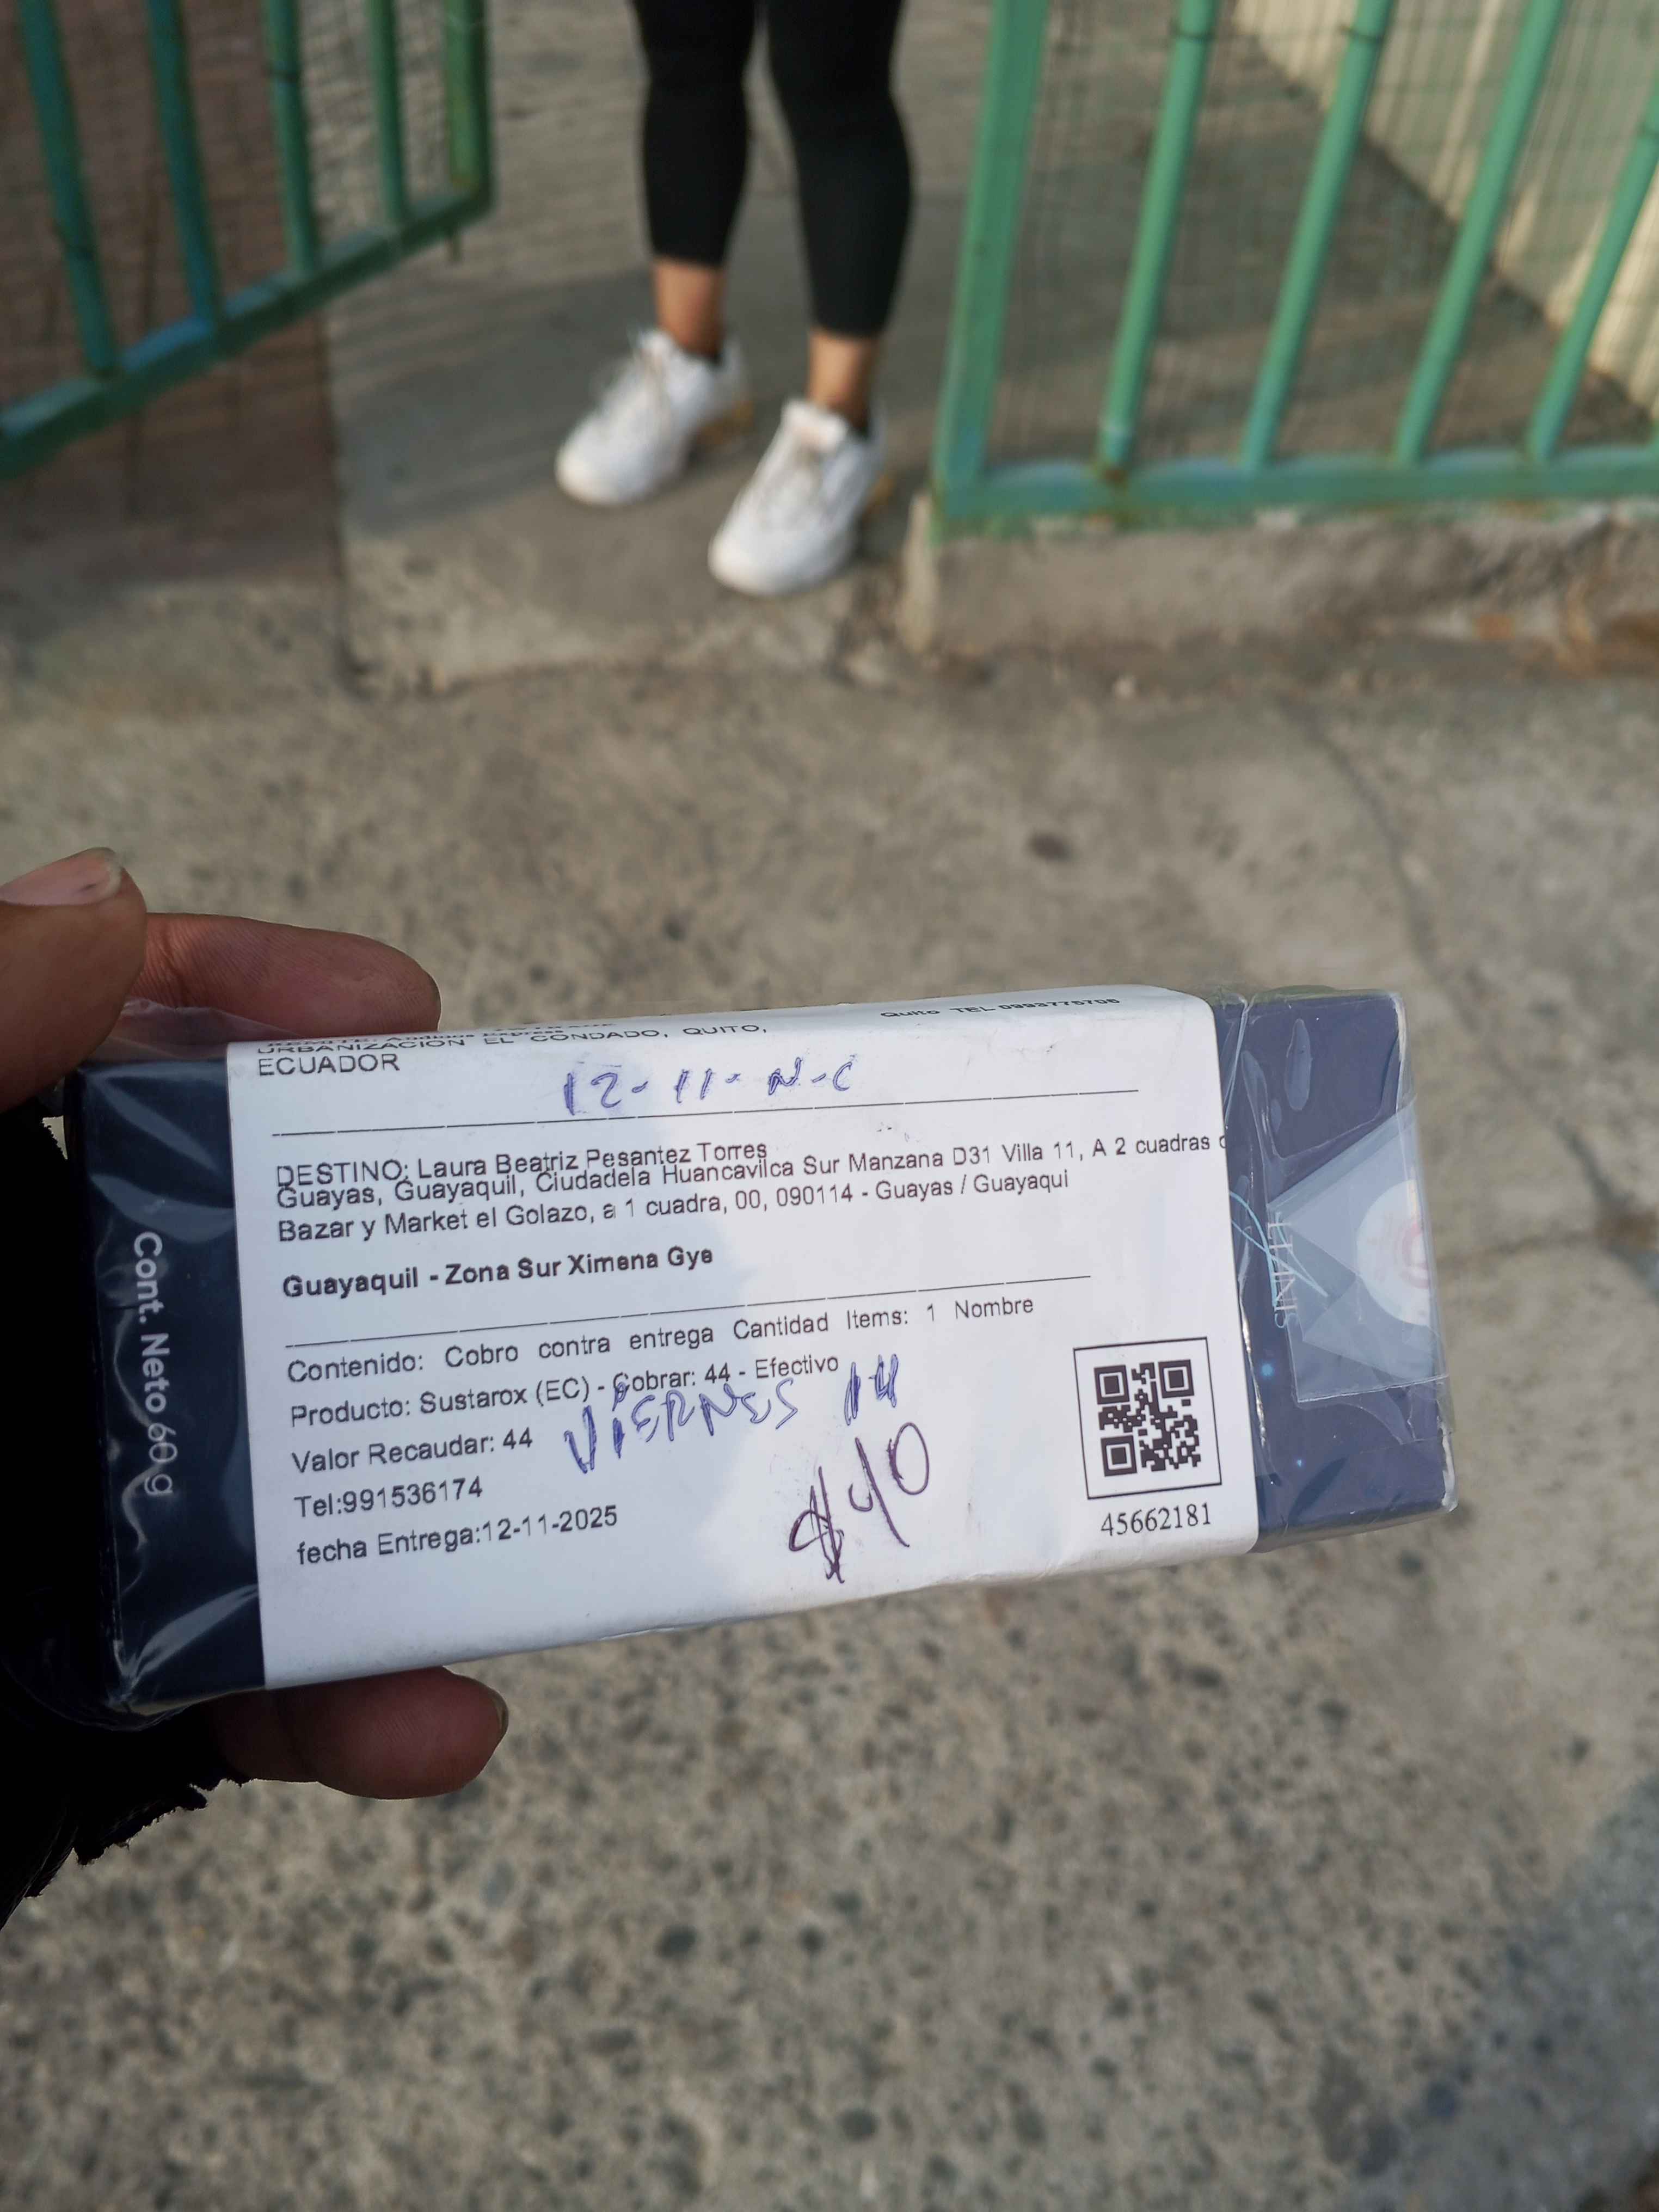 URBANIZACION EL CONDADO, QUITO,
Quito TEL 0993775706
ECUADOR
12-11- N-C
DESTINO: Laura Beatriz Pesantez Torres
Guayas, Guayaquil, Ciudadela Huancavilca Sur Manzana D31 Villa 11, A 2 cuadras
Bazar y Market el Golazo, a 1 cuadra, 00, 090114 - Guayas / Guayaqui
Guayaquil - Zona Sur Ximena Gye
Contenido: Cobro contra entrega Cantidad Items: 1 Nombre
Producto: Sustarox (EC) - Cobrar: 44 - Efectivo
VIERNES 14
Valor Recaudar: 44
$40
Tel:991536174
fecha Entrega:12-11-2025
45662181
Cont. Neto 60 g